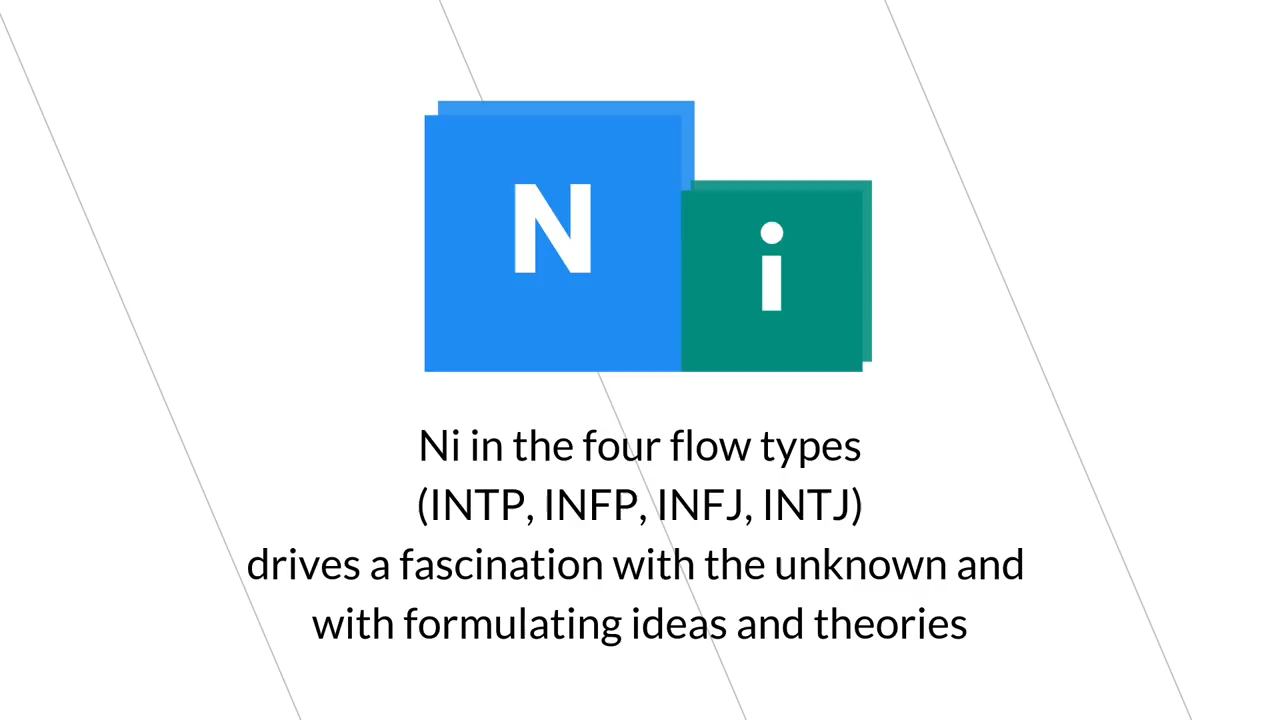 N i
Ni in the four flow types
(INTP, INFP, INFJ, INTJ)
drives a fascination with the unknown and
with formulating ideas and theories